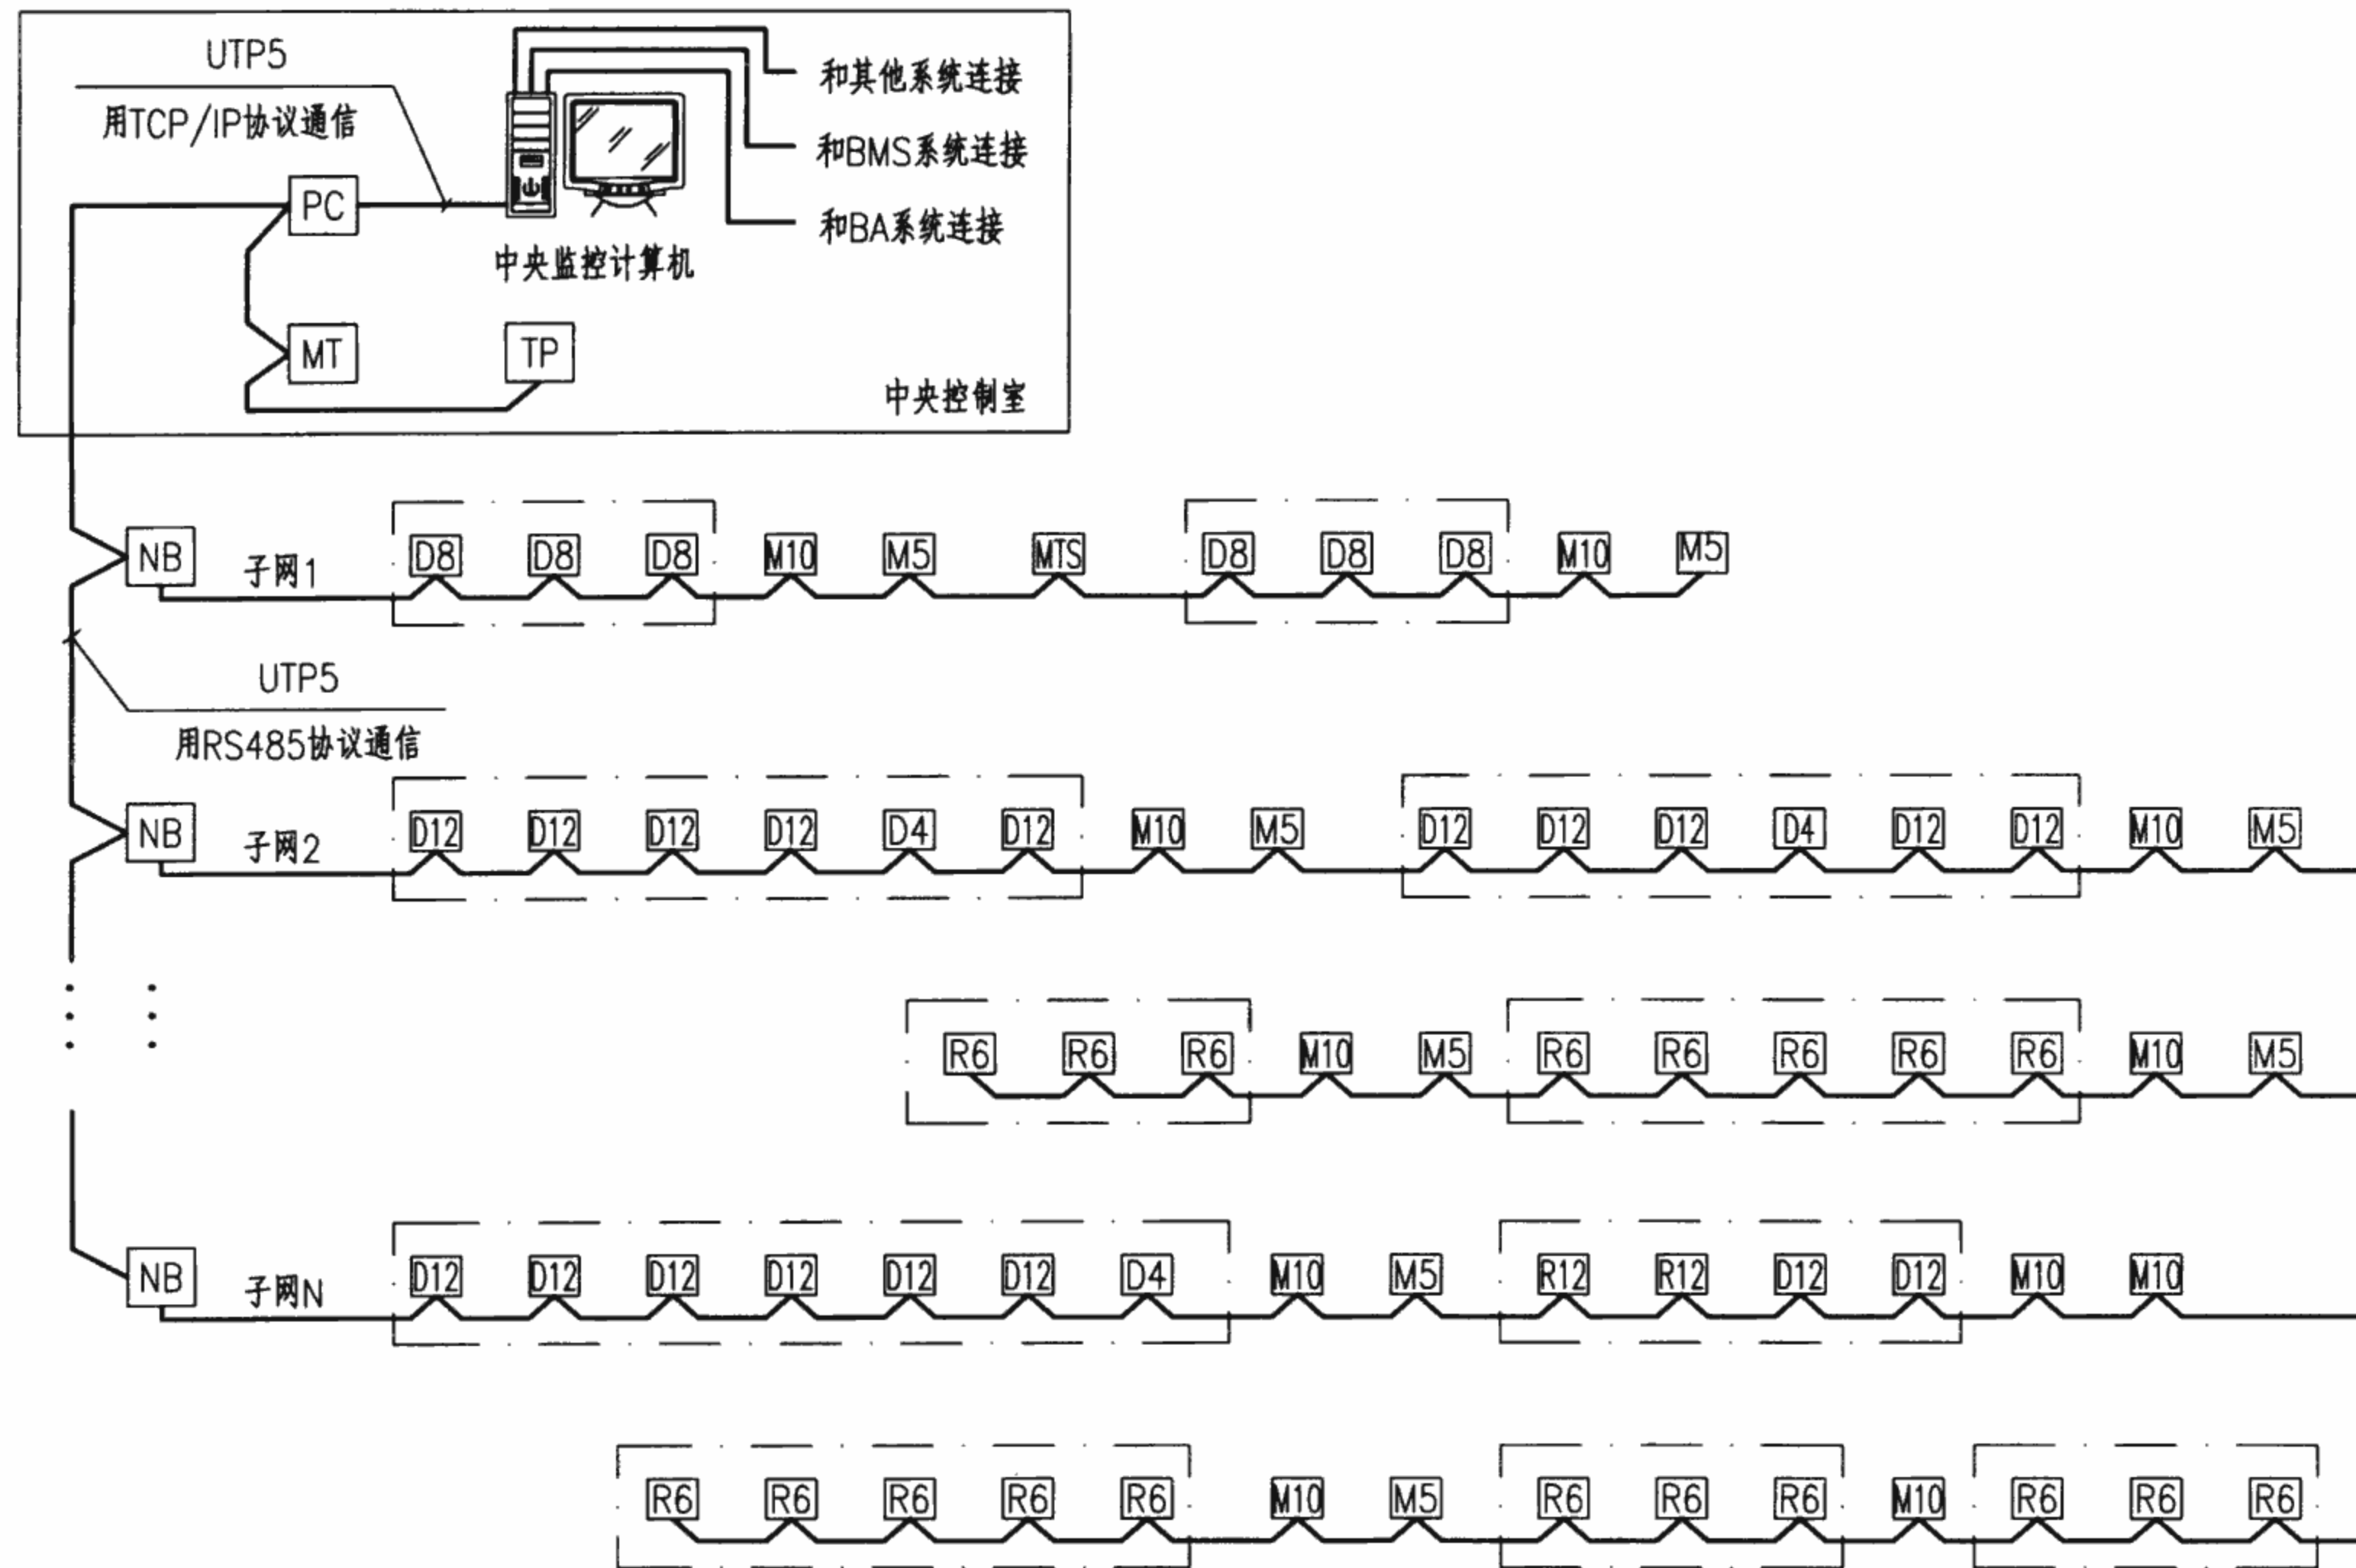 UTP5
用TCP/IP协议通信
和其他系统连接
和BMS系统连接
和BA系统连接
PC
中央监控计算机
MT
TP
中央控制室
NB
子网1
D8 D8 D8 M10 M5 MTS D8 D8 D8 M10 M5
UTP5
用RS485协议通信
NB
子网2
D12 D12 D12 D12 D4 D12 M10 M5 D12 D12 D12 D4 D12 D12 M10 M5
R6 R6 R6 M10 M5 R6 R6 R6 R6 R6 M10 M5
NB
子网N
D12 D12 D12 D12 D12 D12 D4 M10 M5 R12 R12 D12 D12 M10 M10
R6 R6 R6 R6 R6 M10 M5 R6 R6 R6 M10 R6 R6 R6